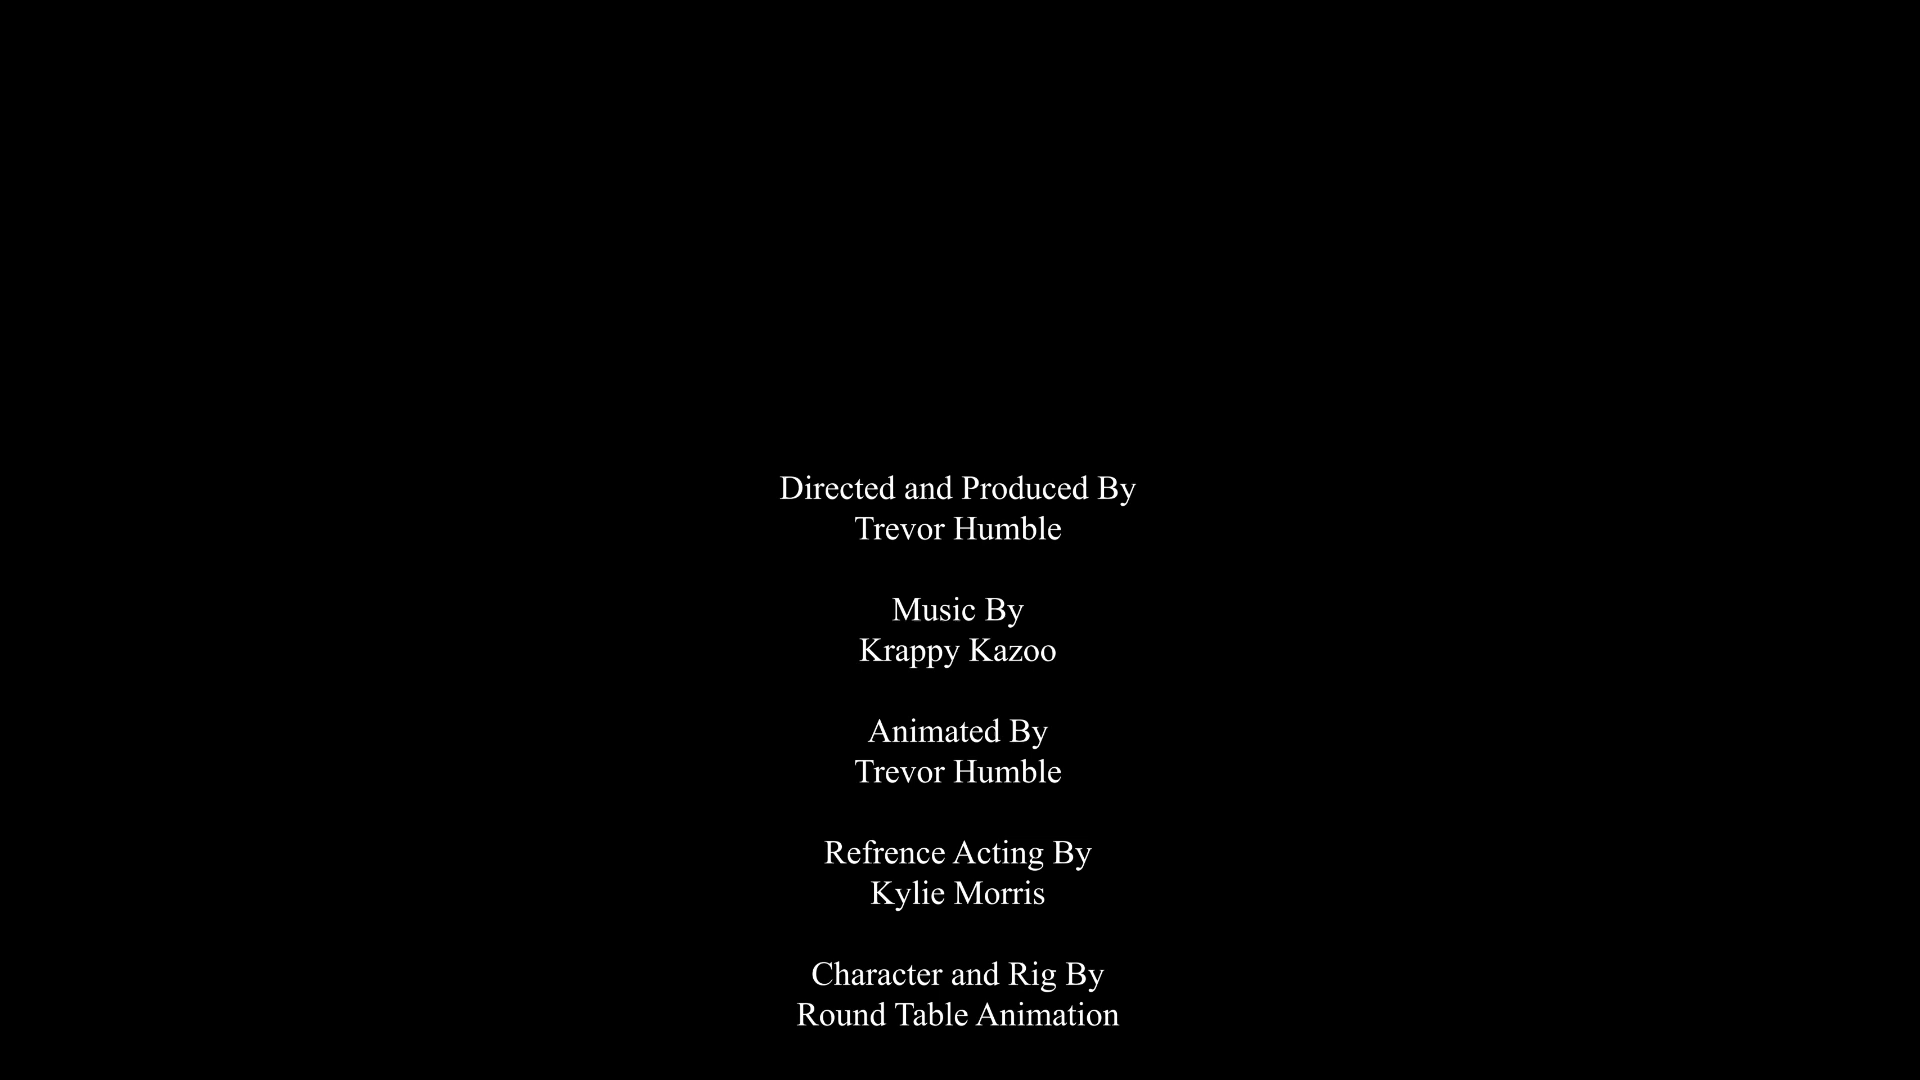 Directed and Produced By
Trevor Humble
Music By
Krappy Kazoo
Animated By
Trevor Humble
Refrence Acting By
Kylie Morris
Character and Rig By
Round Table Animation